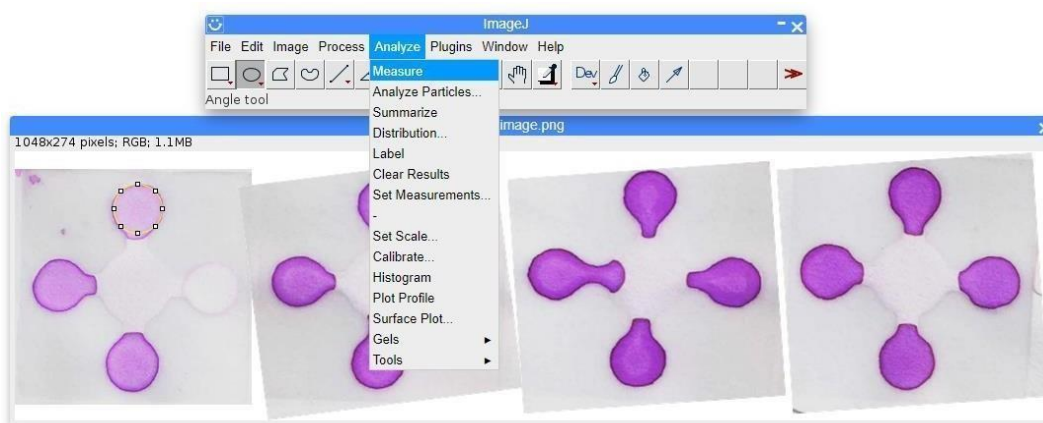 ImageJ
File Edit Image Process Analyze Plugins Window Help
Dev
Angle tool
Measure
Analyze Particles...
Summarize
Distribution...
Label
Clear Results
Set Measurements...
-
Set Scale...
Calibrate...
Histogram
Plot Profile
Surface Plot...
Gels
Tools
image.png
1048x274 pixels; RGB; 1.1MB